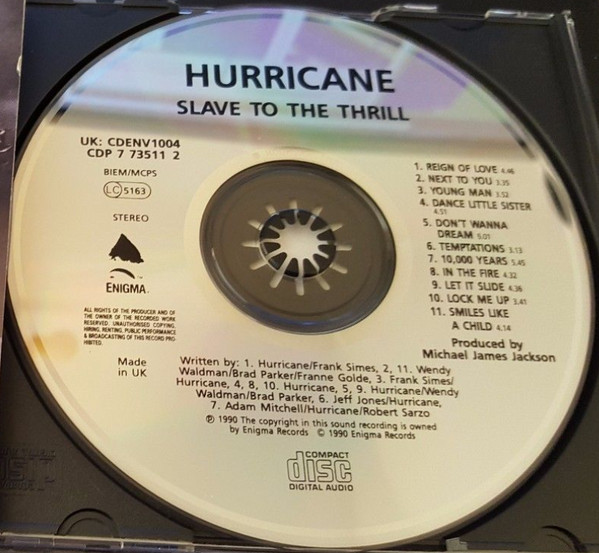 HURRICANE
SLAVE TO THE THRILL
UK: CDENV1004
CDP 7 73511 2
BIEM/MCPS
LC 5163
STEREO
ENIGMA
ALL RIGHTS OF THE PRODUCER AND OF
THE OWNER OF THE RECORDED WORK
RESERVED. UNAUTHORISED COPYING,
HIRING, RENTING, PUBLIC PERFORMANCE
& BROADCASTING OF THIS RECORD PRO
HIBITED.
Made
in UK
1. REIGN OF LOVE 4.46
2. NEXT TO YOU 3.35
3. YOUNG MAN 3.52
4. DANCE LITTLE SISTER
4.51
5. DON'T WANNA
DREAM 5.01
6. TEMPTATIONS 3.13
7. 10,000 YEARS 5.45
8. IN THE FIRE 4.32
9. LET IT SLIDE 4.36
10. LOCK ME UP 3.41
11. SMILES LIKE
A CHILD 4.14
Produced by
Michael James Jackson
Written by: 1. Hurricane/Frank Simes, 2, 11. Wendy
Waldman/Brad Parker/Franne Golde, 3. Frank Simes/
Hurricane, 4, 8, 10. Hurricane, 5, 9. Hurricane/Wendy
Waldman/Brad Parker, 6. Jeff Jones/Hurricane,
7. Adam Mitchell/Hurricane/Robert Sarzo
℗ 1990 The copyright in this sound recording is owned
by Enigma Records © 1990 Enigma Records
COMPACT
disc
DIGITAL AUDIO